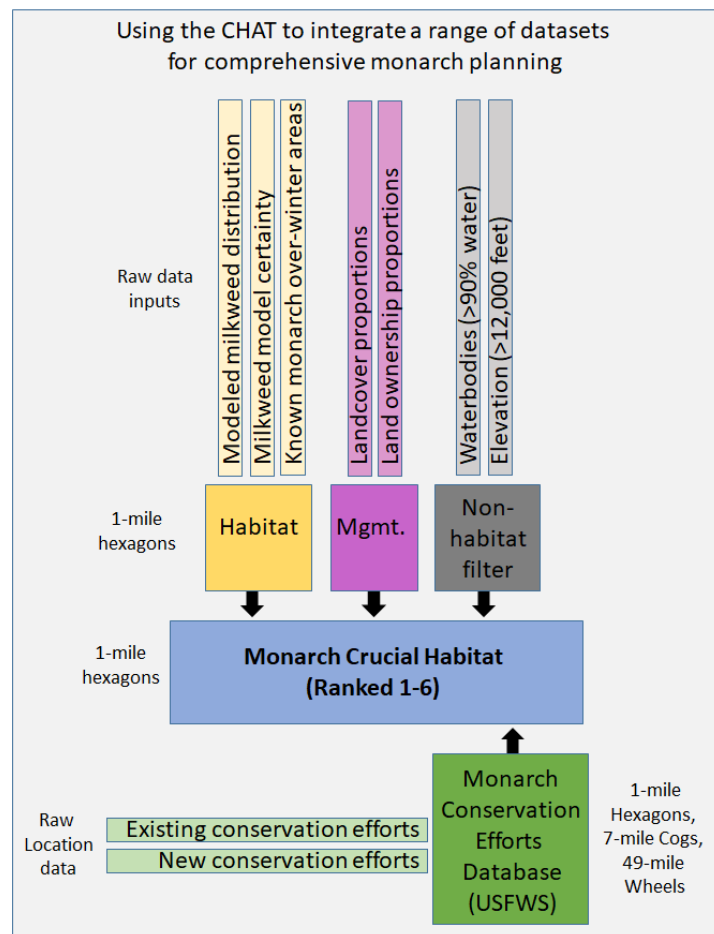 Using the CHAT to integrate a range of datasets
for comprehensive monarch planning
Raw data
inputs
Modeled milkweed distribution
Milkweed model certainty
Known monarch over-winter areas
Landcover proportions
Land ownership proportions
Waterbodies (>90% water)
Elevation (>12,000 feet)
1-mile
hexagons
Habitat
Mgmt.
Non-
habitat
filter
1-mile
hexagons
Monarch Crucial Habitat
(Ranked 1-6)
Raw
Location
data
Existing conservation efforts
New conservation efforts
Monarch
Conservation
Efforts
Database
(USFWS)
1-mile
Hexagons,
7-mile Cogs,
49-mile
Wheels